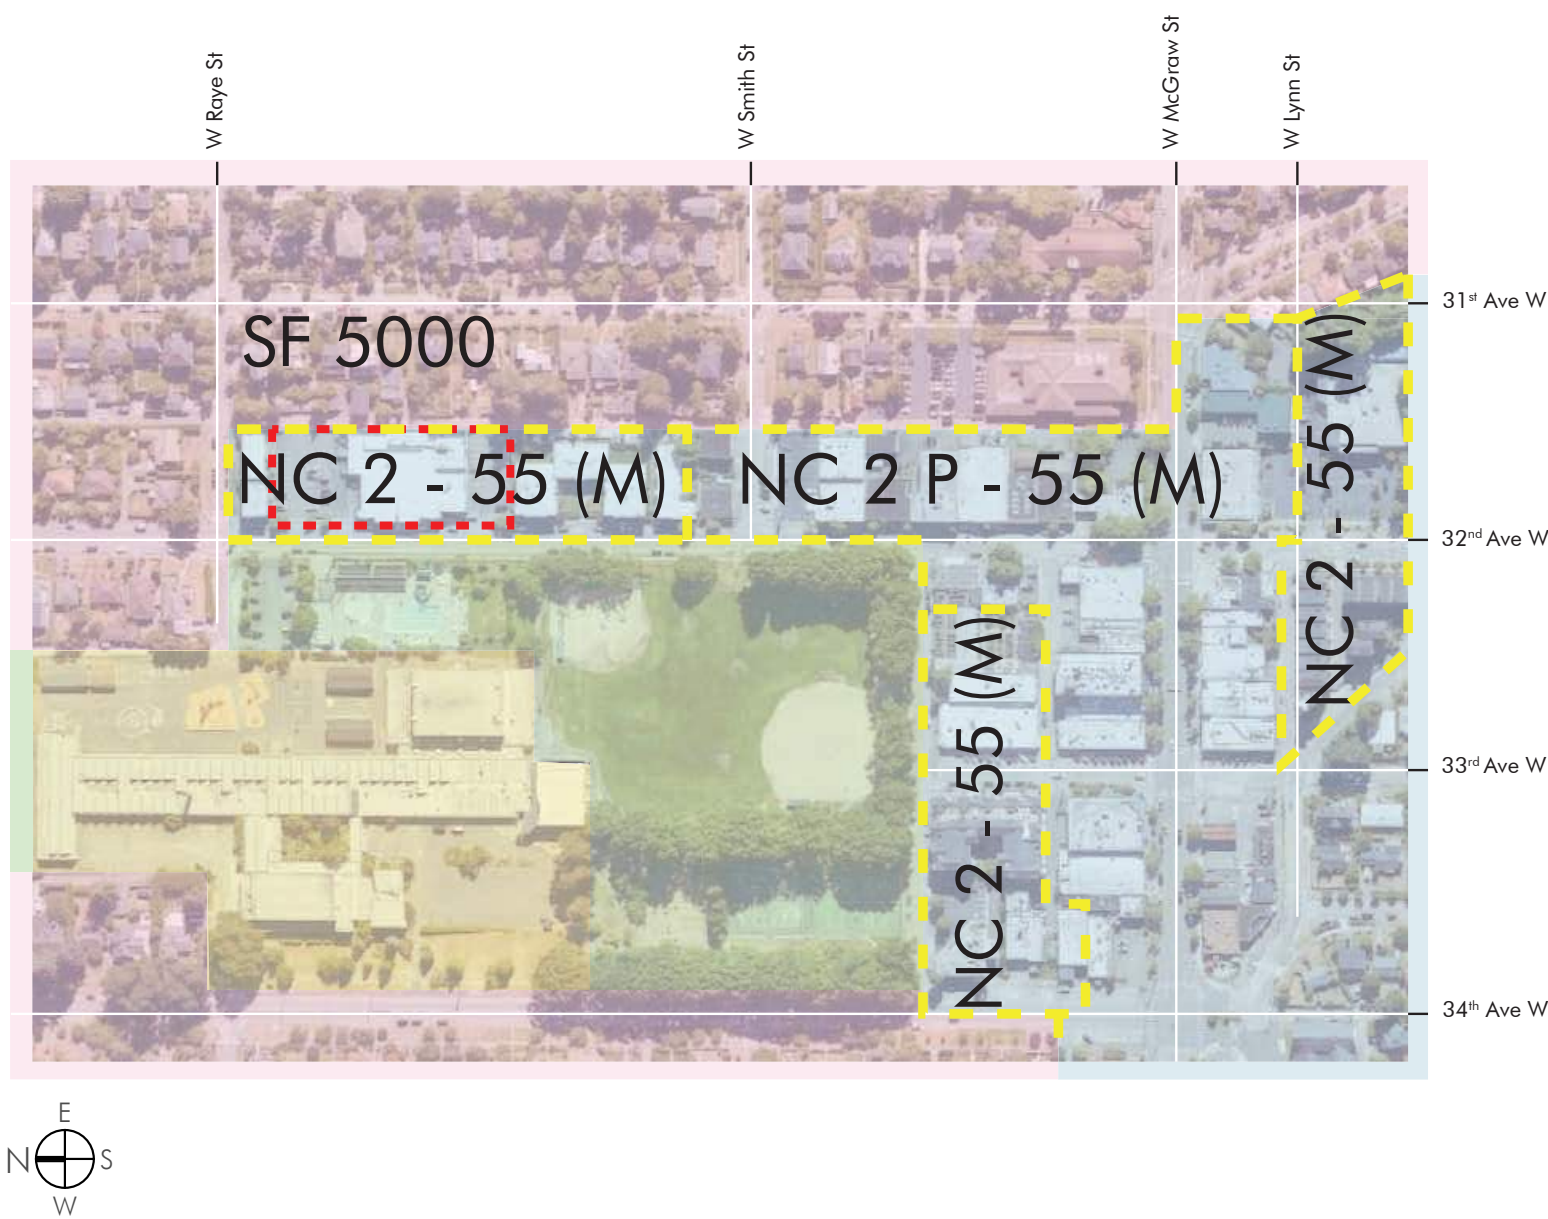 W Raye St
W Smith St
W McGraw St
W Lynn St
31st Ave W
SF 5000
NC 2 - 55 (M)
NC 2 P - 55 (M)
NC 2 - 55 (M)
32nd Ave W
NC 2 - 55 (M)
33rd Ave W
34th Ave W
E
N
S
W